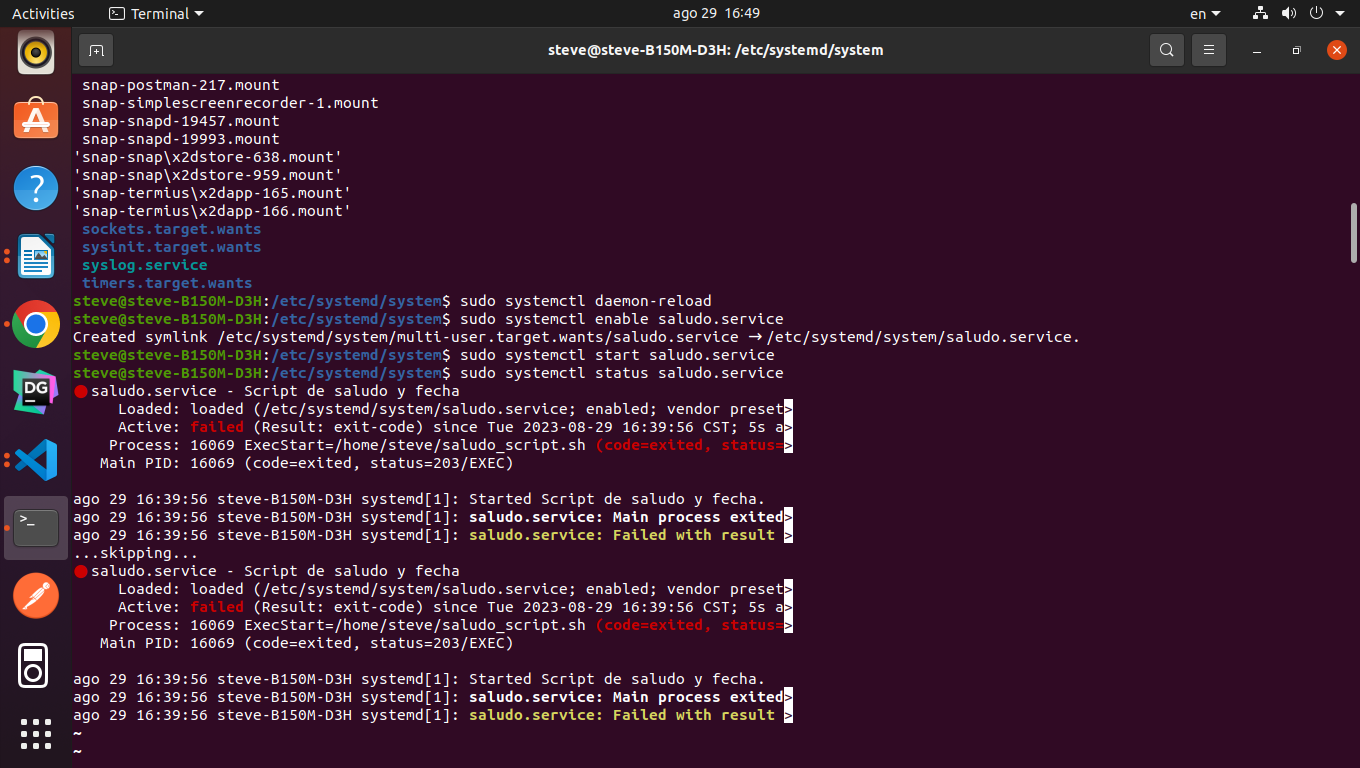 Activities
Terminal
ago 29 16:49
en
steve@steve-B150M-D3H: /etc/systemd/system
snap-postman-217.mount
snap-simplescreenrecorder-1.mount
snap-snapd-19457.mount
snap-snapd-19993.mount
'snap-snap\x2dstore-638.mount'
'snap-snap\x2dstore-959.mount'
'snap-termius\x2dapp-165.mount'
'snap-termius\x2dapp-166.mount'
sockets.target.wants
sysinit.target.wants
syslog.service
timers.target.wants
steve@steve-B150M-D3H:/etc/systemd/system$ sudo systemctl daemon-reload
steve@steve-B150M-D3H:/etc/systemd/system$ sudo systemctl enable saludo.service
Created symlink /etc/systemd/system/multi-user.target.wants/saludo.service → /etc/systemd/system/saludo.service.
steve@steve-B150M-D3H:/etc/systemd/system$ sudo systemctl start saludo.service
steve@steve-B150M-D3H:/etc/systemd/system$ sudo systemctl status saludo.service
● saludo.service - Script de saludo y fecha
Loaded: loaded (/etc/systemd/system/saludo.service; enabled; vendor preset>
Active: failed (Result: exit-code) since Tue 2023-08-29 16:39:56 CST; 5s a>
Process: 16069 ExecStart=/home/steve/saludo_script.sh (code=exited, status=>
Main PID: 16069 (code=exited, status=203/EXEC)
ago 29 16:39:56 steve-B150M-D3H systemd[1]: Started Script de saludo y fecha.
ago 29 16:39:56 steve-B150M-D3H systemd[1]: saludo.service: Main process exited>
ago 29 16:39:56 steve-B150M-D3H systemd[1]: saludo.service: Failed with result >
...skipping...
● saludo.service - Script de saludo y fecha
Loaded: loaded (/etc/systemd/system/saludo.service; enabled; vendor preset>
Active: failed (Result: exit-code) since Tue 2023-08-29 16:39:56 CST; 5s a>
Process: 16069 ExecStart=/home/steve/saludo_script.sh (code=exited, status=>
Main PID: 16069 (code=exited, status=203/EXEC)
ago 29 16:39:56 steve-B150M-D3H systemd[1]: Started Script de saludo y fecha.
ago 29 16:39:56 steve-B150M-D3H systemd[1]: saludo.service: Main process exited>
ago 29 16:39:56 steve-B150M-D3H systemd[1]: saludo.service: Failed with result >
~
~
DG
>_